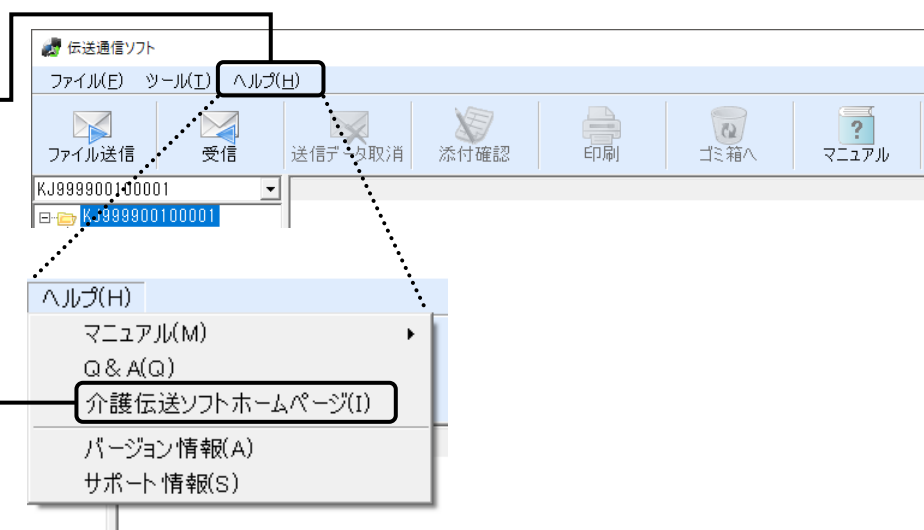 伝送通信ソフト
ファイル(F) ツール(T) ヘルプ(H)
ファイル送信 受信 送信データ取消 添付確認 印刷 ゴミ箱へ マニュアル
KJ999900100001
KJ999900100001
ヘルプ(H)
マニュアル(M)
Q&A(Q)
介護伝送ソフトホームページ(I)
バージョン情報(A)
サポート情報(S)